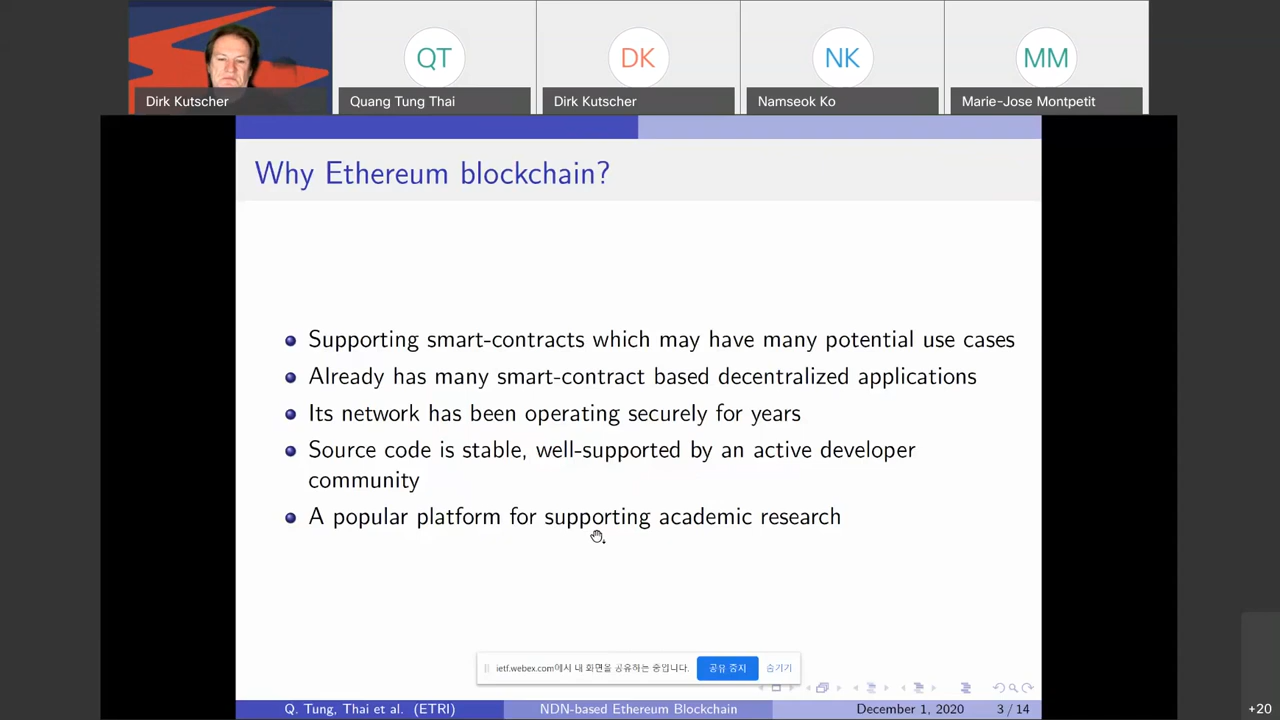 QT
DK
NK
MM
Dirk Kutscher
Quang Tung Thai
Dirk Kutscher
Namseok Ko
Marie-Jose Montpetit
Why Ethereum blockchain?
Supporting smart-contracts which may have many potential use cases
Already has many smart-contract based decentralized applications
Its network has been operating securely for years
Source code is stable, well-supported by an active developer
community
A popular platform for supporting academic research
ietf.webex.com에서 내 화면을 공유하는 중입니다.
공유 중지
숨기기
Q. Tung, Thai et al. (ETRI)
NDN-based Ethereum Blockchain
December 1, 2020
3 / 14
+20